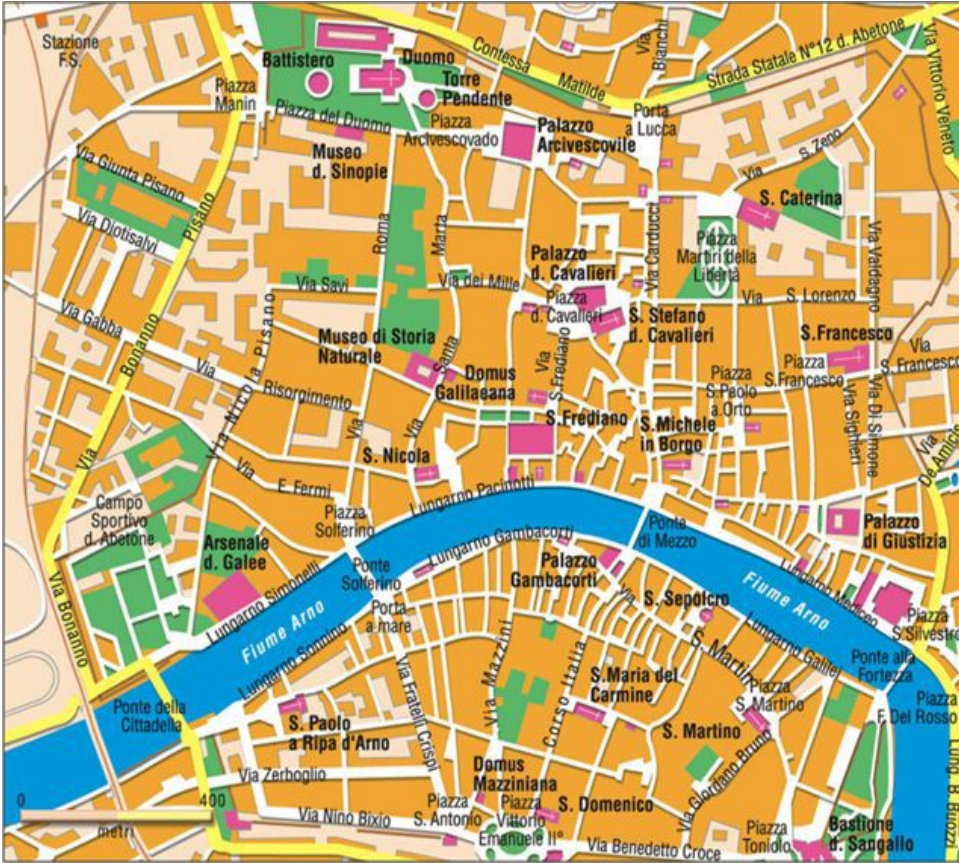 Stazione
F.S.
Battistero
Duomo
Torre
Pendente
Contessa
Matilde
Via
Bianchi
Strada Statale N°12 d. Abetone
Via Vittorio Veneto
Piazza
Manin
Piazza del Duomo
Piazza
Arcivescovado
Palazzo
Arcivescovile
Porta
a Lucca
Museo
d. Sinopie
Via Giunta Pisano
Via Diotisalvi
Pisano
Roma
Marta
Via
S. Zeno
S. Caterina
Via Carducci
Piazza
Martiri della
Libertà
Via Valdagno
Palazzo
d. Cavalieri
Via Savi
Via dei Mille
Piazza
d. Cavalieri
S. Stefano
d. Cavalieri
Via
S. Lorenzo
Via Gabba
Bonanno
Via Nicola Pisano
Museo di Storia
Naturale
Santa
Domus
Galilaeana
Via
S.Frediano
S.Francesco
Piazza
S.Francesco
Via
S. Francesco
Via
Risorgimento
Via
Via
S.Frediano
S.Michele
in Borgo
Piazza
S.Paolo
a.Orto
Via Sighieri
Via Di Simone
Via
De Amicis
Via
S. Nicola
Via
E. Fermi
Piazza
Solferino
Lungarno Pacinotti
Campo
Sportivo
d. Abetone
Arsenale
d. Galee
Lungarno Simonelli
Ponte
Solferino
Lungarno Gambacorti
Palazzo
Gambacorti
Ponte
di Mezzo
Palazzo
di Giustizia
Via Bonanno
Fiume Arno
Fiume Arno
Lungarno Mediceo
Piazza
S.Silvestro
Porta
a mare
Lungarno Sonnino
Via
S. Sepolcro
S. Martino
Lungarno Galilei
Ponte alla
Fortezza
Ponte della
Cittadella
S. Paolo
a Ripa d'Arno
Via Fratelli Crispi
Via Mazzini
Corso Italia
S.Maria del
Carmine
S. Martino
Piazza
S. Martino
Piazza
F. Del Rosso
Via Zerboglio
Domus
Mazziniana
Via Giordano Bruno
Lung. B. Buozzi
0
400
metri
Via Nino Bixio
Piazza
S. Antonio
Piazza
Vittorio
Emanuele II°
S. Domenico
Via Benedetto Croce
Piazza
Toniolo
Bastione
d. Sangallo